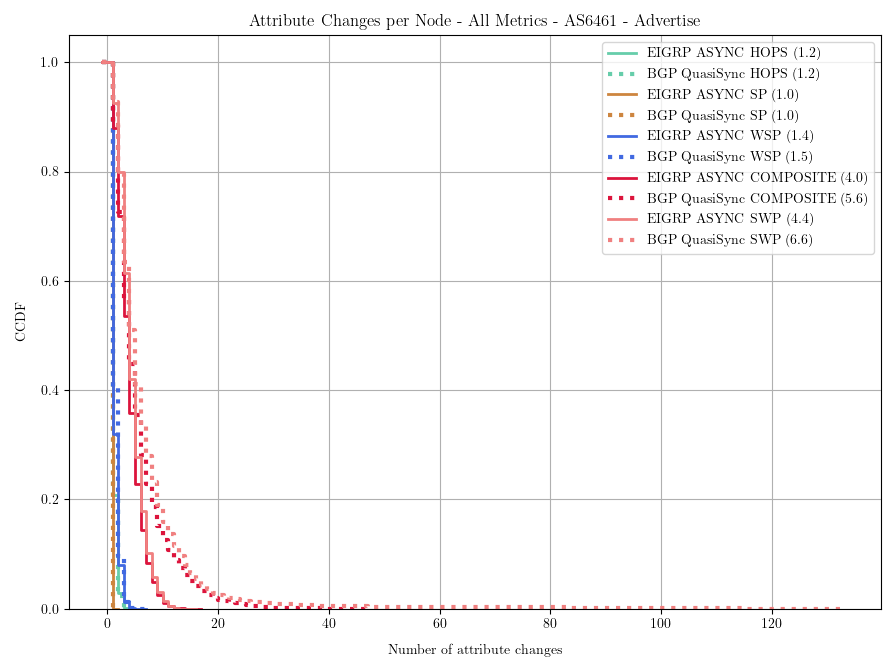 Attribute Changes per Node - All Metrics - AS6461 - Advertise
EIGRP ASYNC HOPS (1.2)
BGP QuasiSync HOPS (1.2)
EIGRP ASYNC SP (1.0)
BGP QuasiSync SP (1.0)
EIGRP ASYNC WSP (1.4)
BGP QuasiSync WSP (1.5)
EIGRP ASYNC COMPOSITE (4.0)
BGP QuasiSync COMPOSITE (5.6)
EIGRP ASYNC SWP (4.4)
BGP QuasiSync SWP (6.6)
CCDF
1.0
0.8
0.6
0.4
0.2
0.0
0 20 40 60 80 100 120
Number of attribute changes